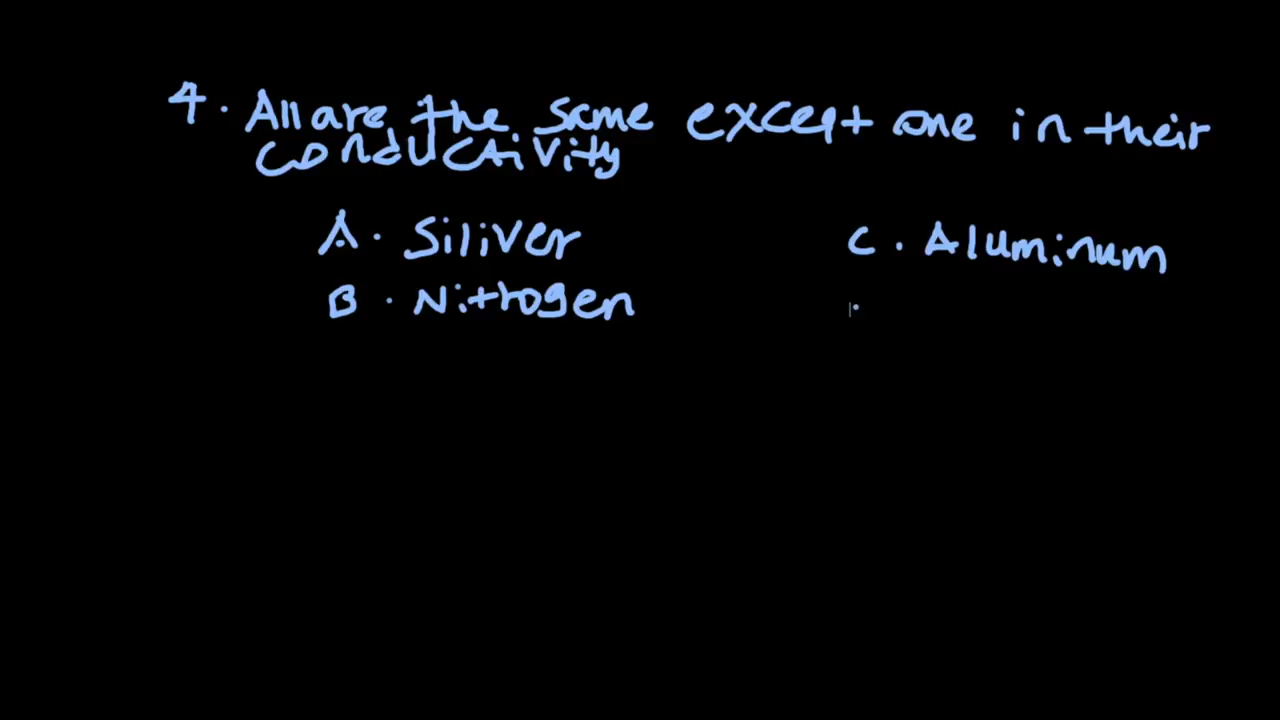 4. All are the same except one in their
conductivity
A. Siliver
C. Aluminum
B. Nitrogen